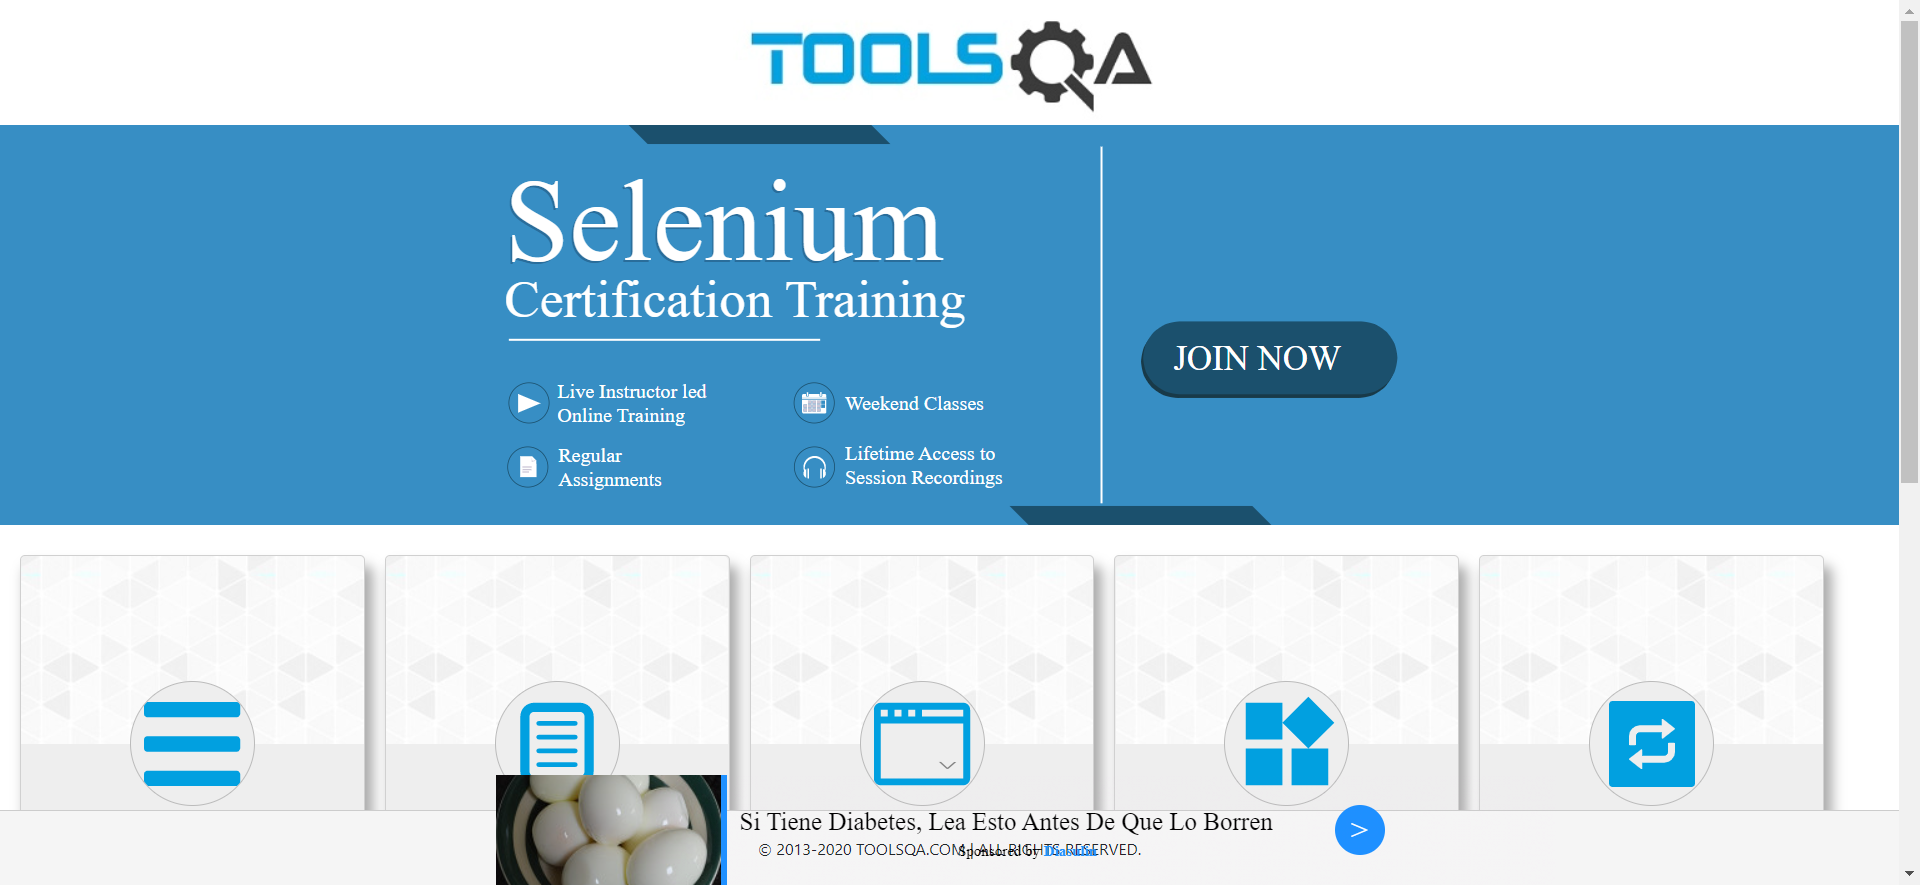 TOOLSQA
Selenium
Certification Training
Live Instructor led
Online Training
Weekend Classes
Regular
Assignments
Lifetime Access to
Session Recordings
JOIN NOW
Si Tiene Diabetes, Lea Esto Antes De Que Lo Borren
>
© 2013-2020 TOOLSQA.COM | ALL RIGHTS RESERVED.
Sponsored by